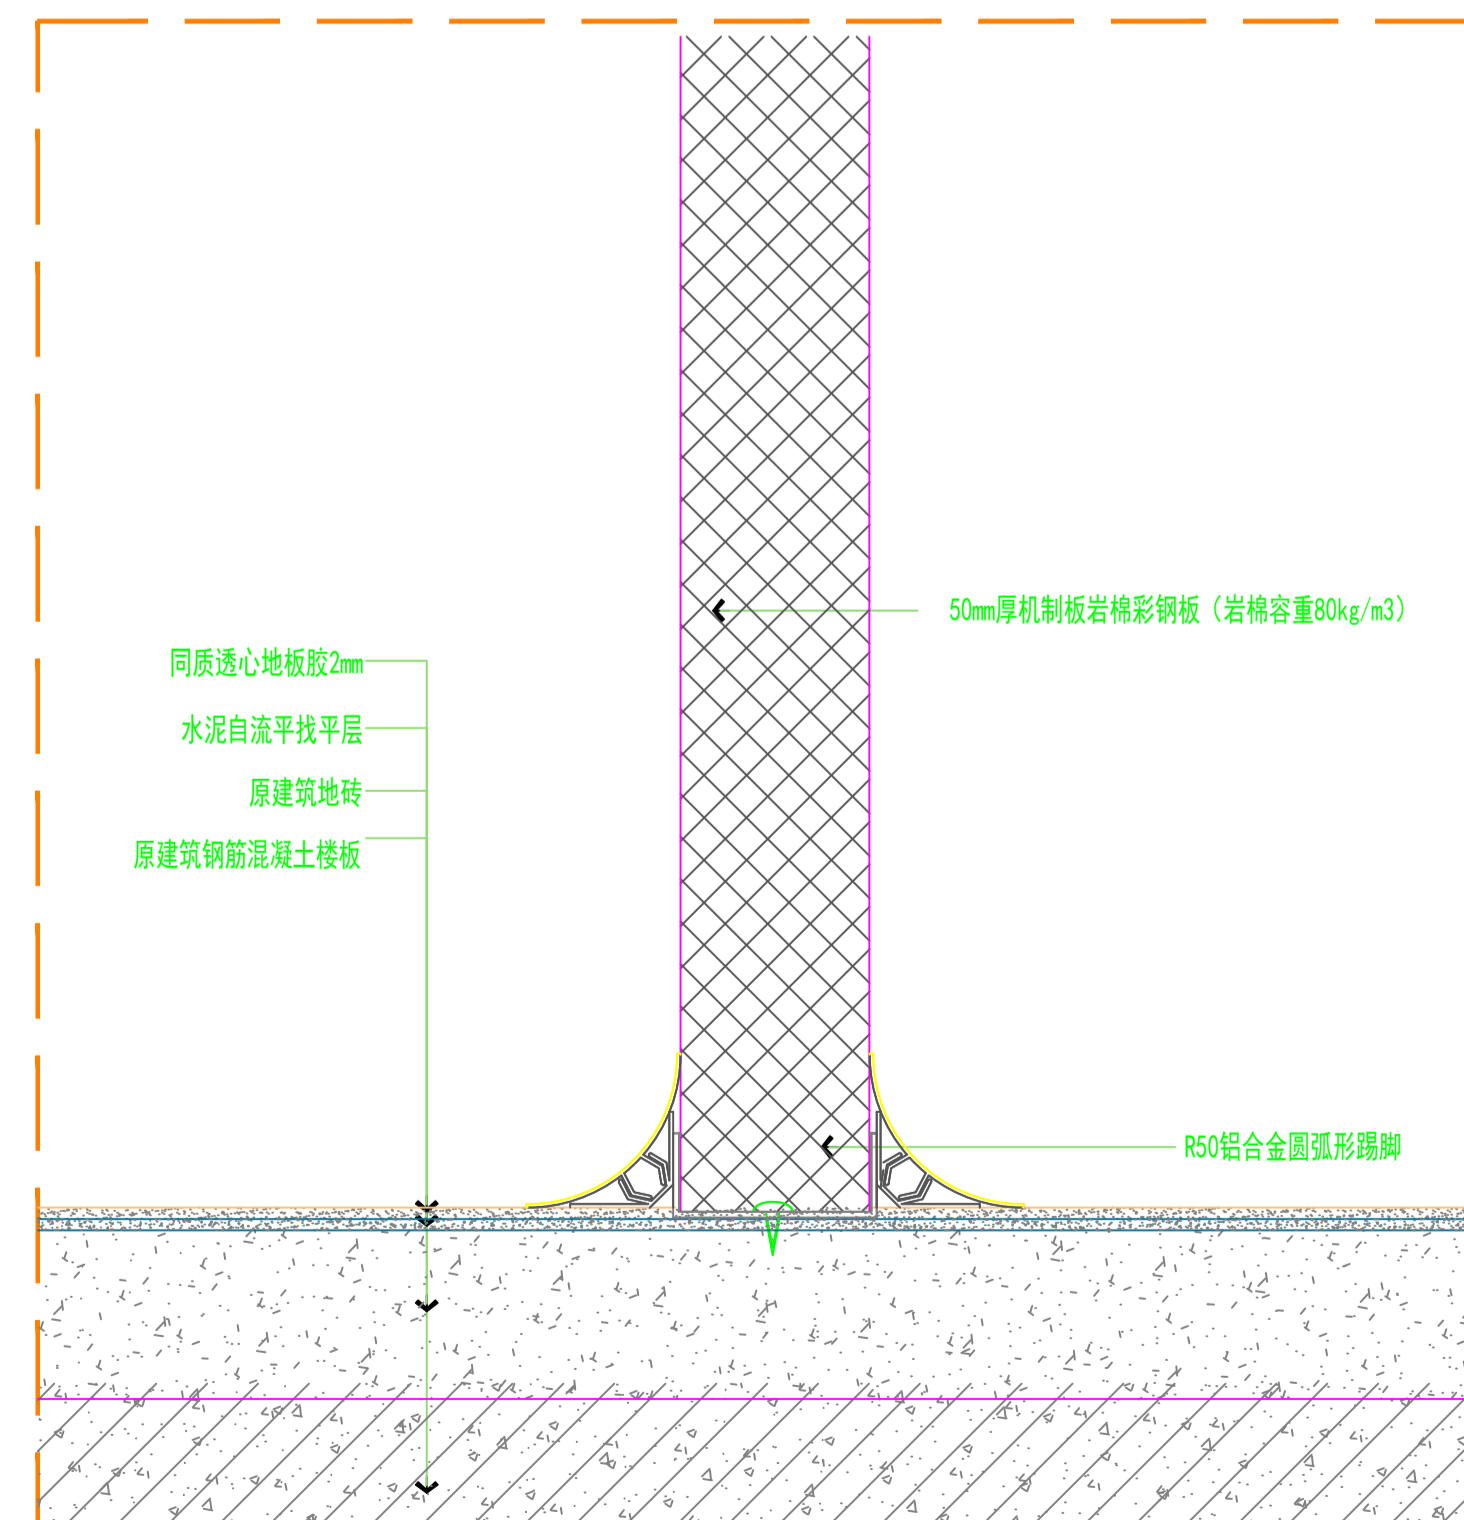 50mm厚机制板岩棉彩钢板（岩棉容重80kg/m3）
同质透心地板胶2mm
水泥自流平找平层
原建筑地砖
原建筑钢筋混凝土楼板
R50铝合金圆弧形踢脚